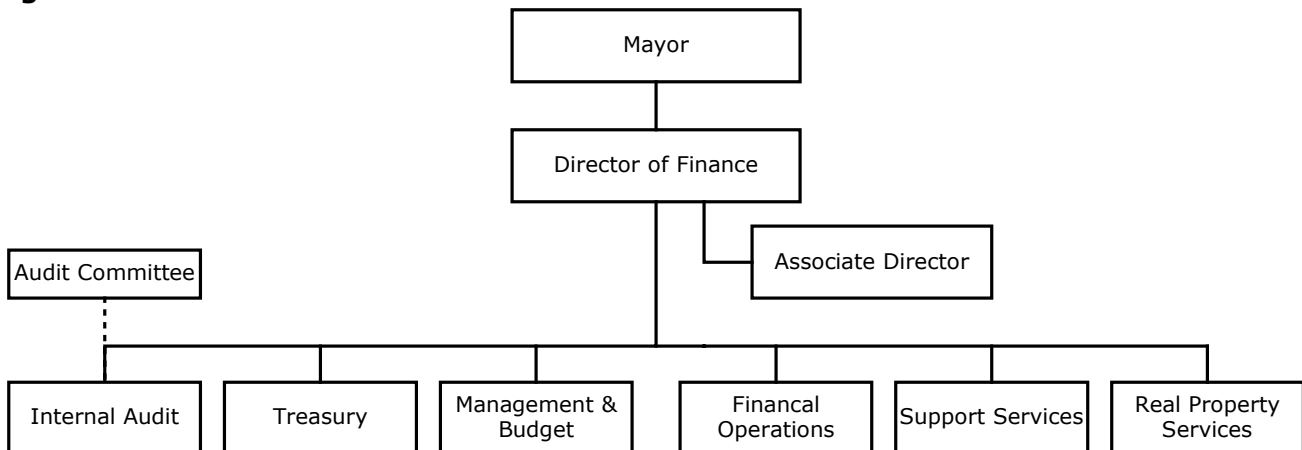 Mayor
Director of Finance
Associate Director
Audit Committee
Internal Audit
Treasury
Management &
Budget
Financal
Operations
Support Services
Real Property
Services